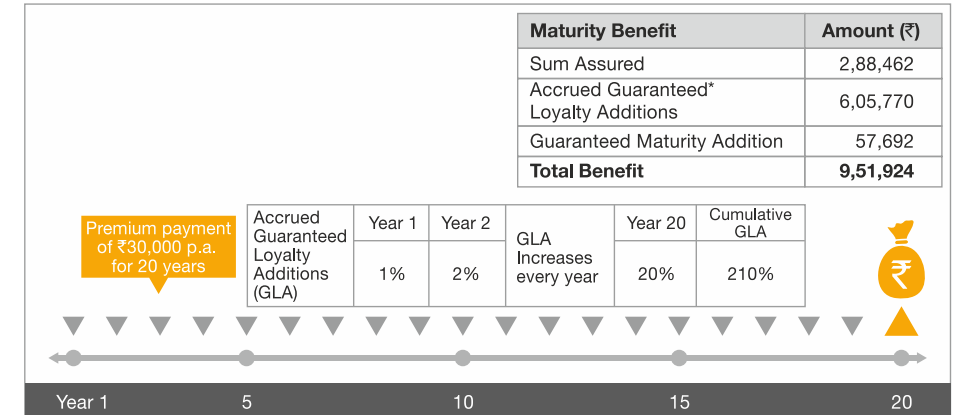 Maturity Benefit Amount (₹)
Sum Assured 2,88,462
Accrued Guaranteed*
Loyalty Additions 6,05,770
Guaranteed Maturity Addition 57,692
Total Benefit 9,51,924
Premium payment
of ₹30,000 p.a.
for 20 years
Accrued
Guaranteed
Loyalty
Additions
(GLA)
Year 1 Year 2
1% 2%
GLA
Increases
every year
Year 20
20%
Cumulative
GLA
210%
₹
Year 1 5 10 15 20